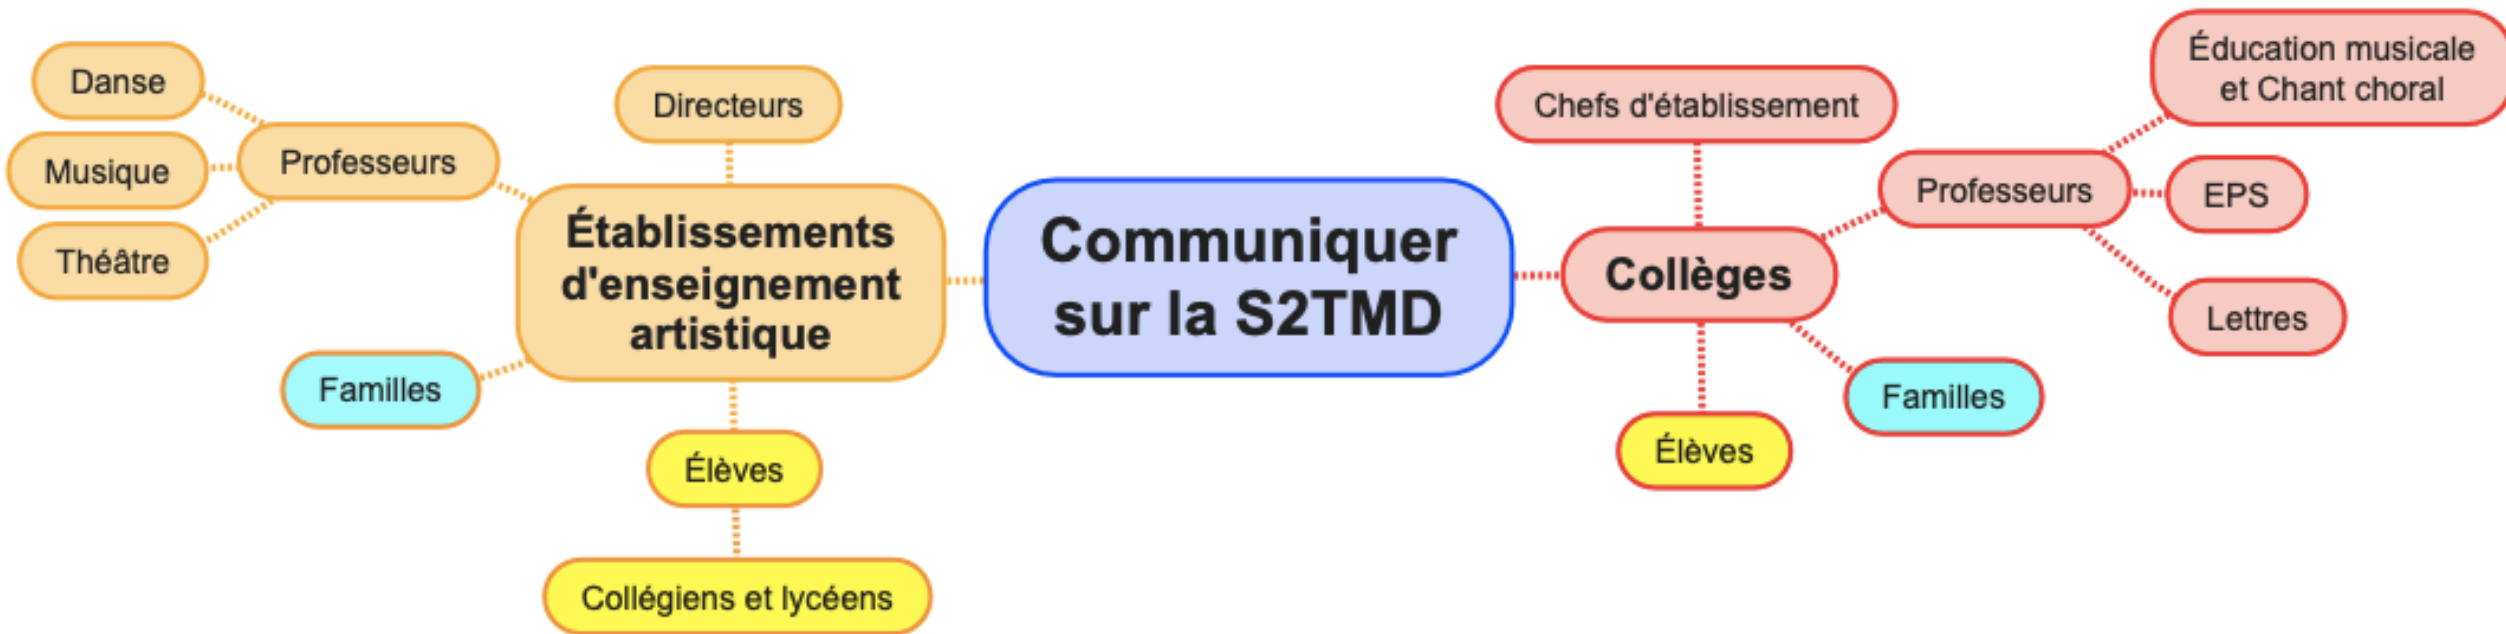 Danse
Musique
Théâtre
Professeurs
Directeurs
Établissements
d'enseignement
artistique
Familles
Élèves
Collégiens et lycéens
Communiquer
sur la S2TMD
Chefs d'établissement
Collèges
Professeurs
Éducation musicale
et Chant choral
EPS
Lettres
Familles
Élèves